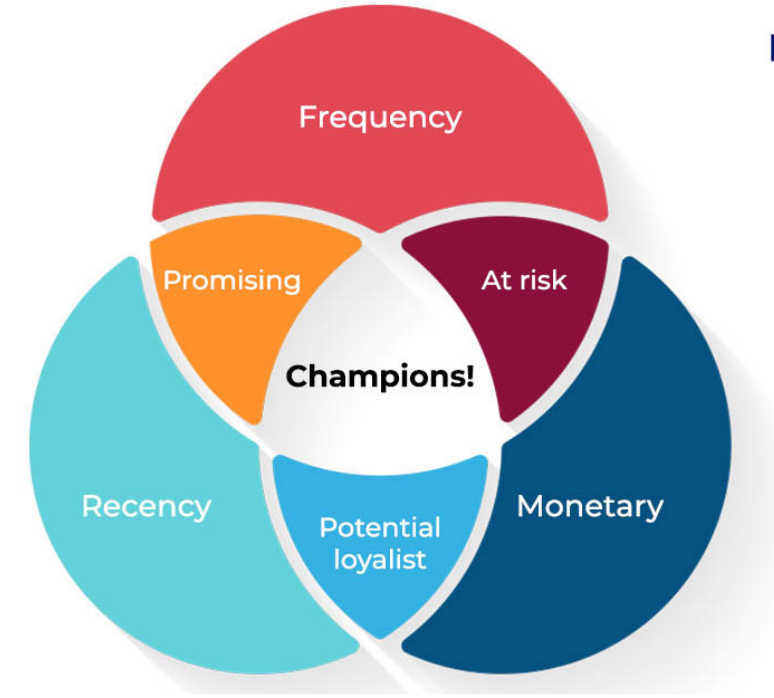 Frequency
Promising
At risk
Champions!
Recency
Monetary
Potential
loyalist